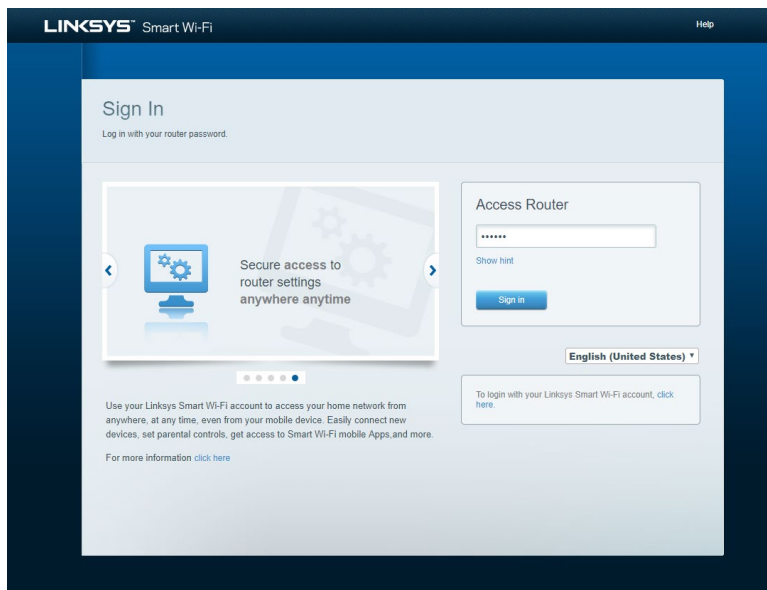 LINKSYS™ Smart Wi-Fi
Help
Sign In
Log in with your router password.
Secure access to
router settings
anywhere anytime
Access Router
••••••
Show hint
Sign in
English (United States)
Use your Linksys Smart Wi-Fi account to access your home network from
anywhere, at any time, even from your mobile device. Easily connect new
devices, set parental controls, get access to Smart Wi-Fi mobile Apps,and more.
For more information click here
To login with your Linksys Smart Wi-Fi account, click
here.